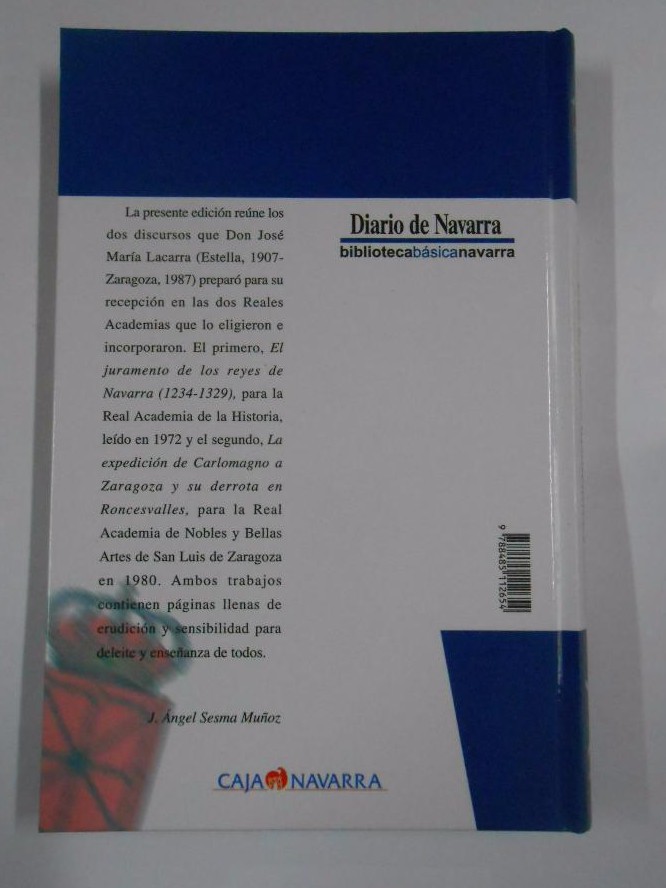 La presente edición reúne los
dos discursos que Don José
María Lacarra (Estella, 1907-
Zaragoza, 1987) preparó para su
recepción en las dos Reales
Academias que lo eligieron e
incorporaron. El primero, El
juramento de los reyes de
Navarra (1234-1329), para la
Real Academia de la Historia,
leído en 1972 y el segundo, La
expedición de Carlomagno a
Zaragoza y su derrota en
Roncesvalles, para la Real
Academia de Nobles y Bellas
Artes de San Luis de Zaragoza
en 1980. Ambos trabajos
contienen páginas llenas de
erudición y sensibilidad para
deleite y enseñanza de todos.
J. Ángel Sesma Muñoz
Diario de Navarra
bibliotecabásicanavarra
9 788485 112654
CAJA NAVARRA